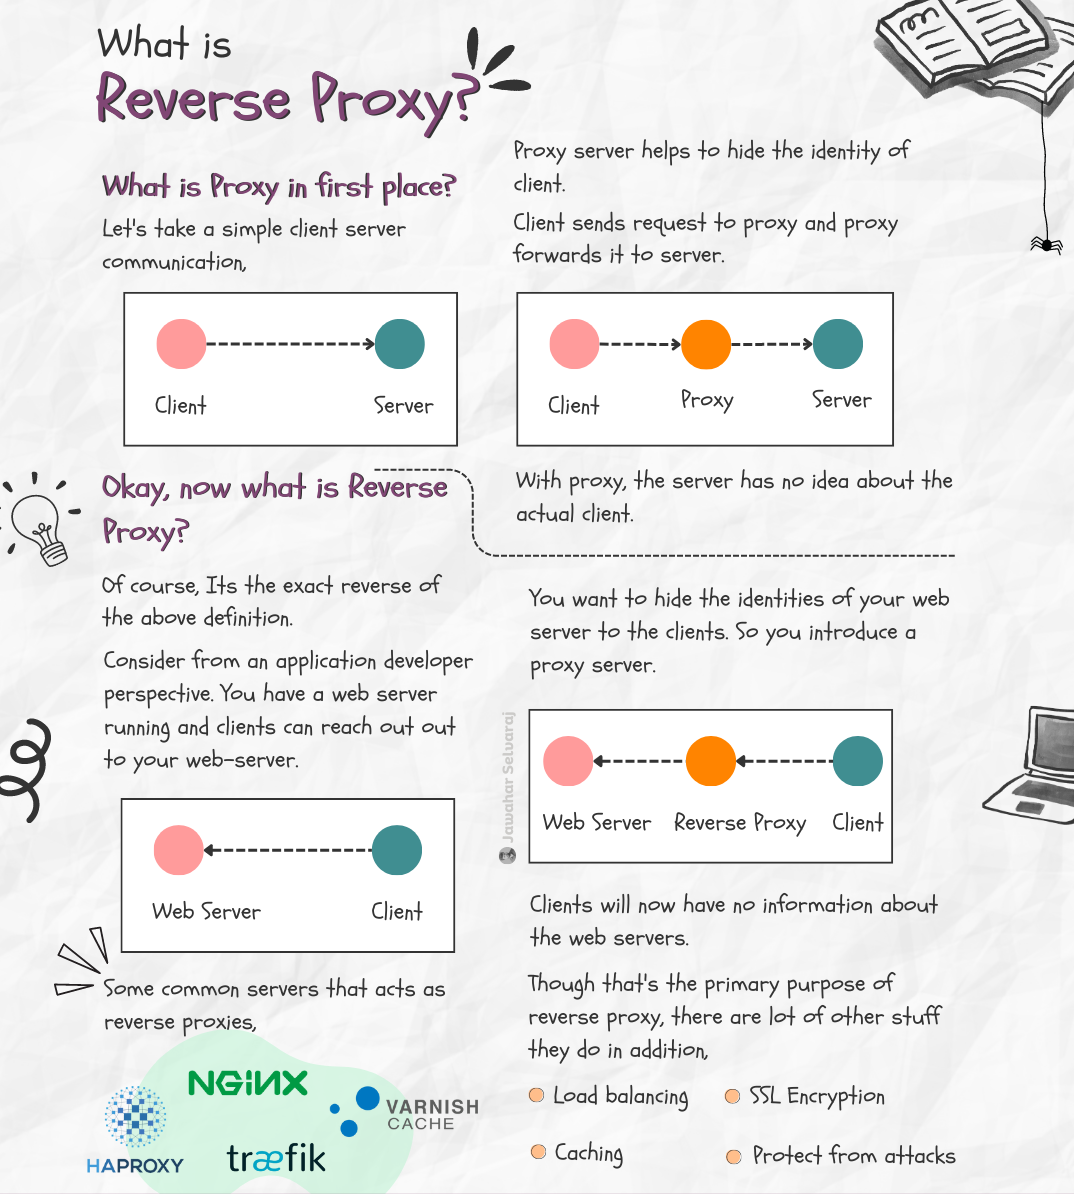 What is
Reverse Proxy?
What is Proxy in first place?
Let's take a simple client server
communication,
Client
Server
Proxy server helps to hide the identity of
client.
Client sends request to proxy and proxy
forwards it to server.
Client
Proxy
Server
With proxy, the server has no idea about the
actual client.
Okay, now what is Reverse
Proxy?
Of course, Its the exact reverse of
the above definition.
Consider from an application developer
perspective. You have a web server
running and clients can reach out out
to your web-server.
Web Server
Client
You want to hide the identities of your web
server to the clients. So you introduce a
proxy server.
Jawahar Selvaraj
Web Server
Reverse Proxy
Client
Clients will now have no information about
the web servers.
Though that's the primary purpose of
reverse proxy, there are lot of other stuff
they do in addition,
Load balancing
SSL Encryption
Caching
Protect from attacks
Some common servers that acts as
reverse proxies,
NGINX
HAPROXY
VARNISH
CACHE
træfik